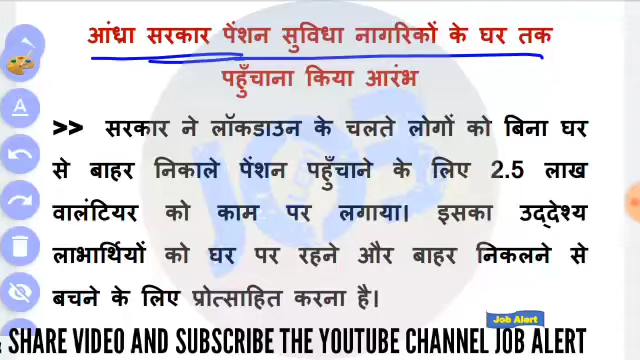 आंध्रा सरकार पेंशन सुविधा नागरिकों के घर तक
पहुँचाना किया आरंभ
>> सरकार ने लॉकडाउन के चलते लोगों को बिना घर
से बाहर निकाले पेंशन पहुँचाने के लिए 2.5 लाख
वालंटियर को काम पर लगाया। इसका उद्देश्य
लाभार्थियों को घर पर रहने और बाहर निकलने से
बचने के लिए प्रोत्साहित करना है।
Job Alert
SHARE VIDEO AND SUBSCRIBE THE YOUTUBE CHANNEL JOB ALERT
JOB
A